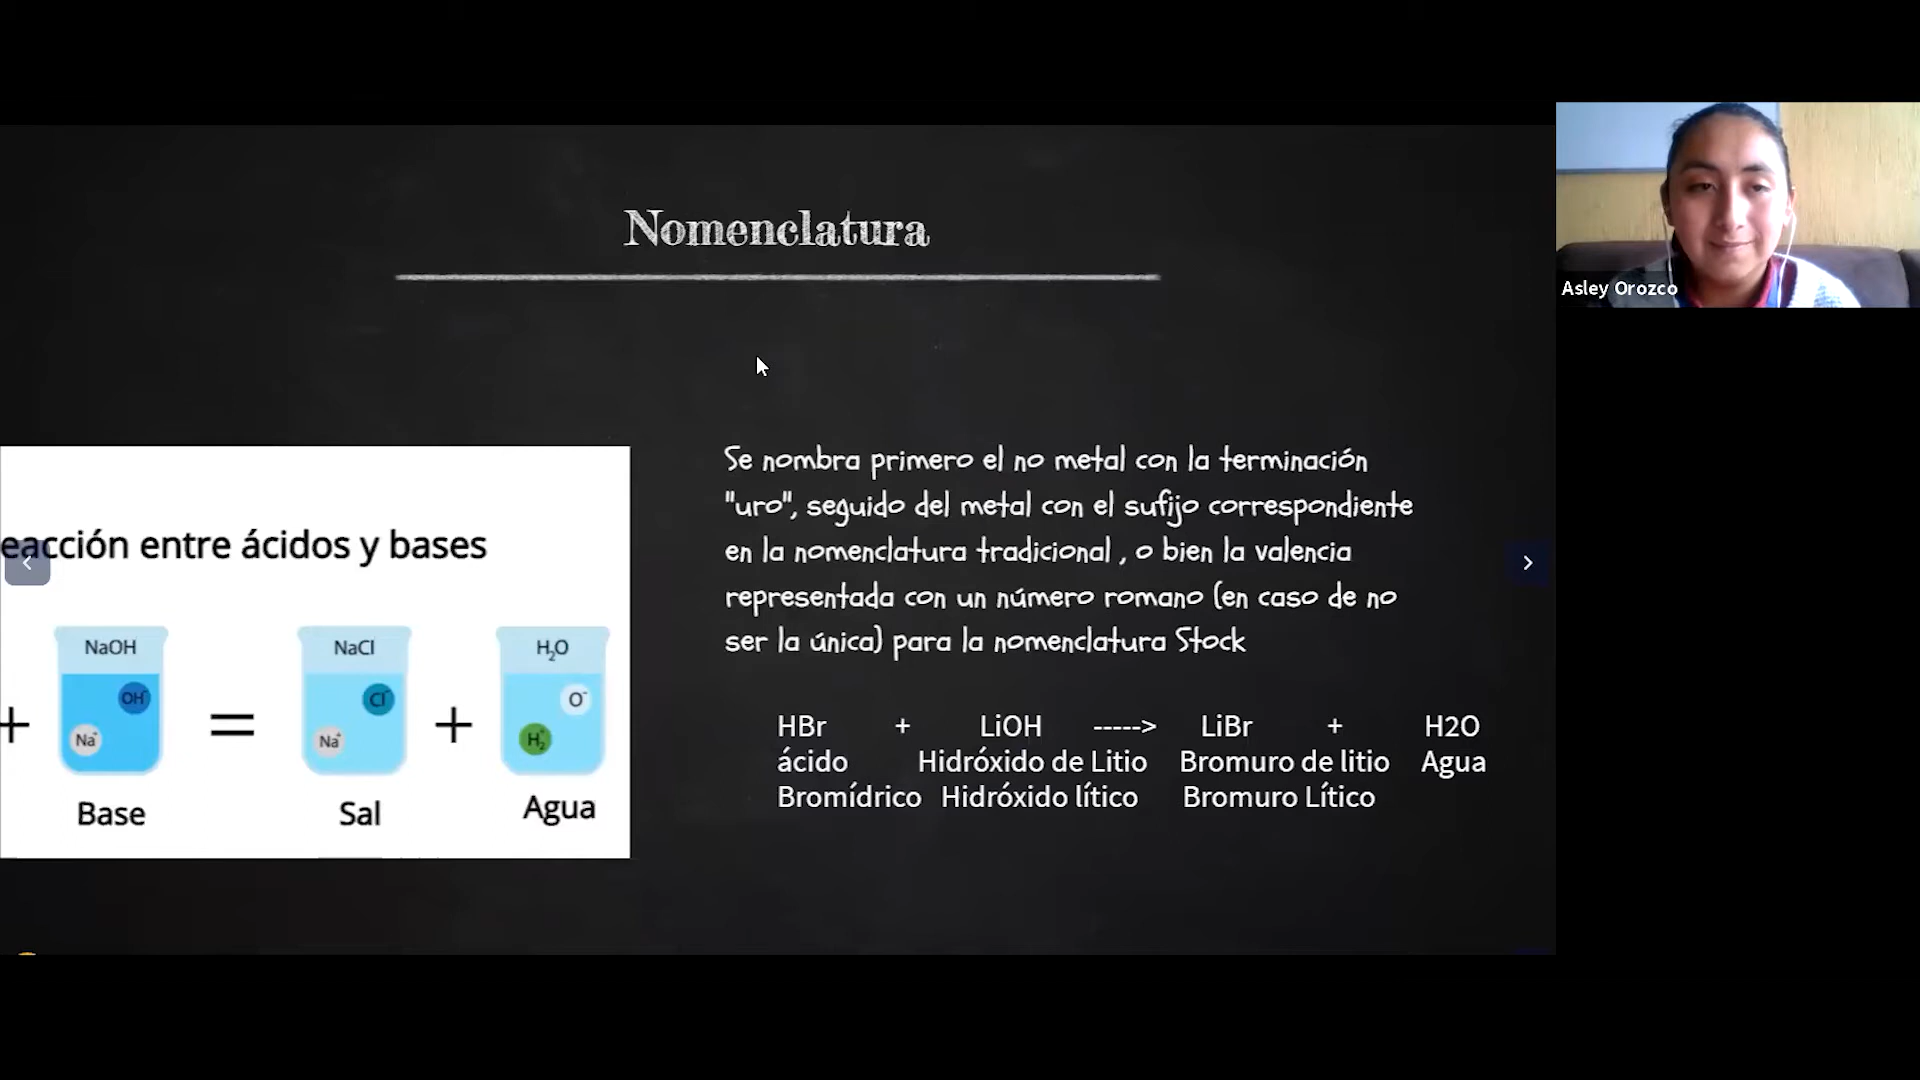 Nomenclatura
Asley Orozco
eacción entre ácidos y bases
NaOH
NaCl
H2O
OH-
Cl-
O-
Na+
Na+
H2+
+
=
+
Base
Sal
Agua
Se nombra primero el no metal con la terminación
"uro", seguido del metal con el sufijo correspondiente
en la nomenclatura tradicional , o bien la valencia
representada con un número romano (en caso de no
ser la única) para la nomenclatura Stock
HBr + LiOH -----> LiBr + H2O
ácido Hidróxido de Litio Bromuro de litio Agua
Bromídrico Hidróxido lítico Bromuro Lítico